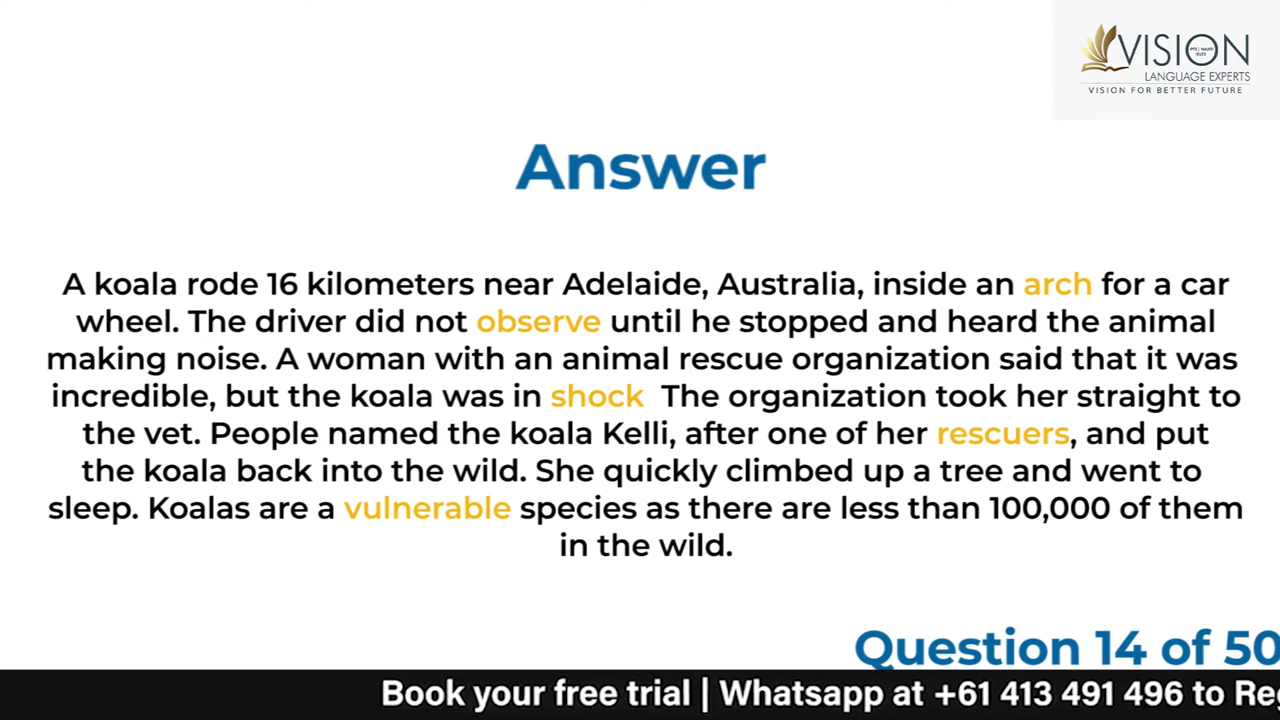 VISION
LANGUAGE EXPERTS
VISION FOR BETTER FUTURE
Answer
A koala rode 16 kilometers near Adelaide, Australia, inside an arch for a car
wheel. The driver did not observe until he stopped and heard the animal
making noise. A woman with an animal rescue organization said that it was
incredible, but the koala was in shock The organization took her straight to
the vet. People named the koala Kelli, after one of her rescuers, and put
the koala back into the wild. She quickly climbed up a tree and went to
sleep. Koalas are a vulnerable species as there are less than 100,000 of them
in the wild.
Question 14 of 50
Book your free trial | Whatsapp at +61 413 491 496 to Reg